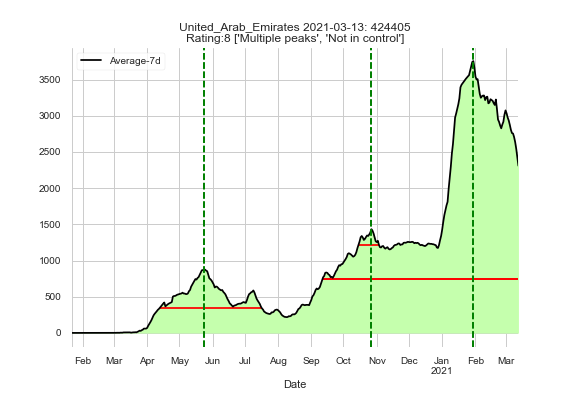 United_Arab_Emirates 2021-03-13: 424405
Rating:8 ['Multiple peaks', 'Not in control']
Average-7d
3500
3000
2500
2000
1500
1000
500
0
Feb Mar Apr May Jun Jul Aug Sep Oct Nov Dec Jan Feb Mar
2021
Date